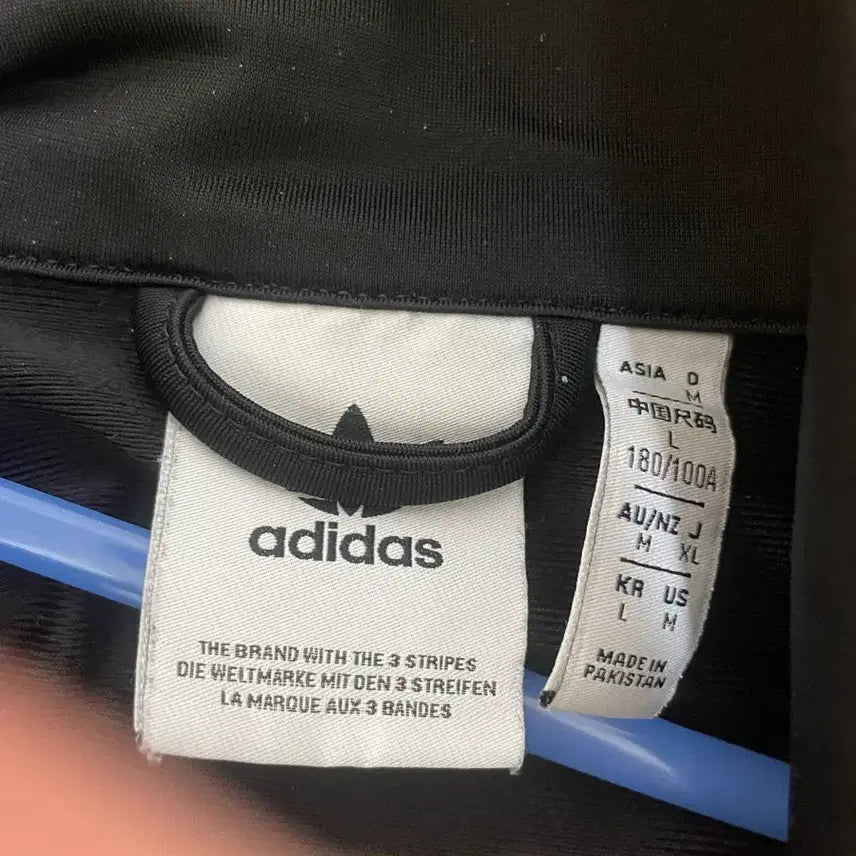 adidas
THE BRAND WITH THE 3 STRIPES
DIE WELTMARKE MIT DEN 3 STREIFEN
LA MARQUE AUX 3 BANDES
ASIA D
M
中国尺码
L
180/100A
AU/NZ J
M XL
KR US
L M
MADE IN
PAKISTAN